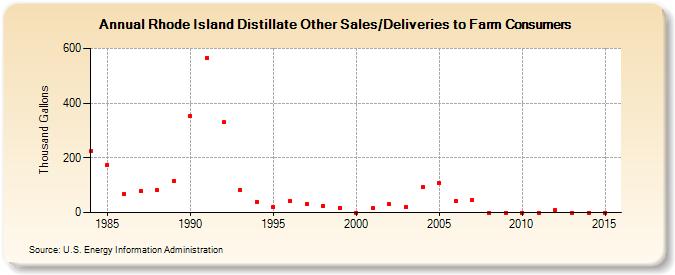 Annual Rhode Island Distillate Other Sales/Deliveries to Farm Consumers
Thousand Gallons
600
400
200
0
1985 1990 1995 2000 2005 2010 2015
Source: U.S. Energy Information Administration